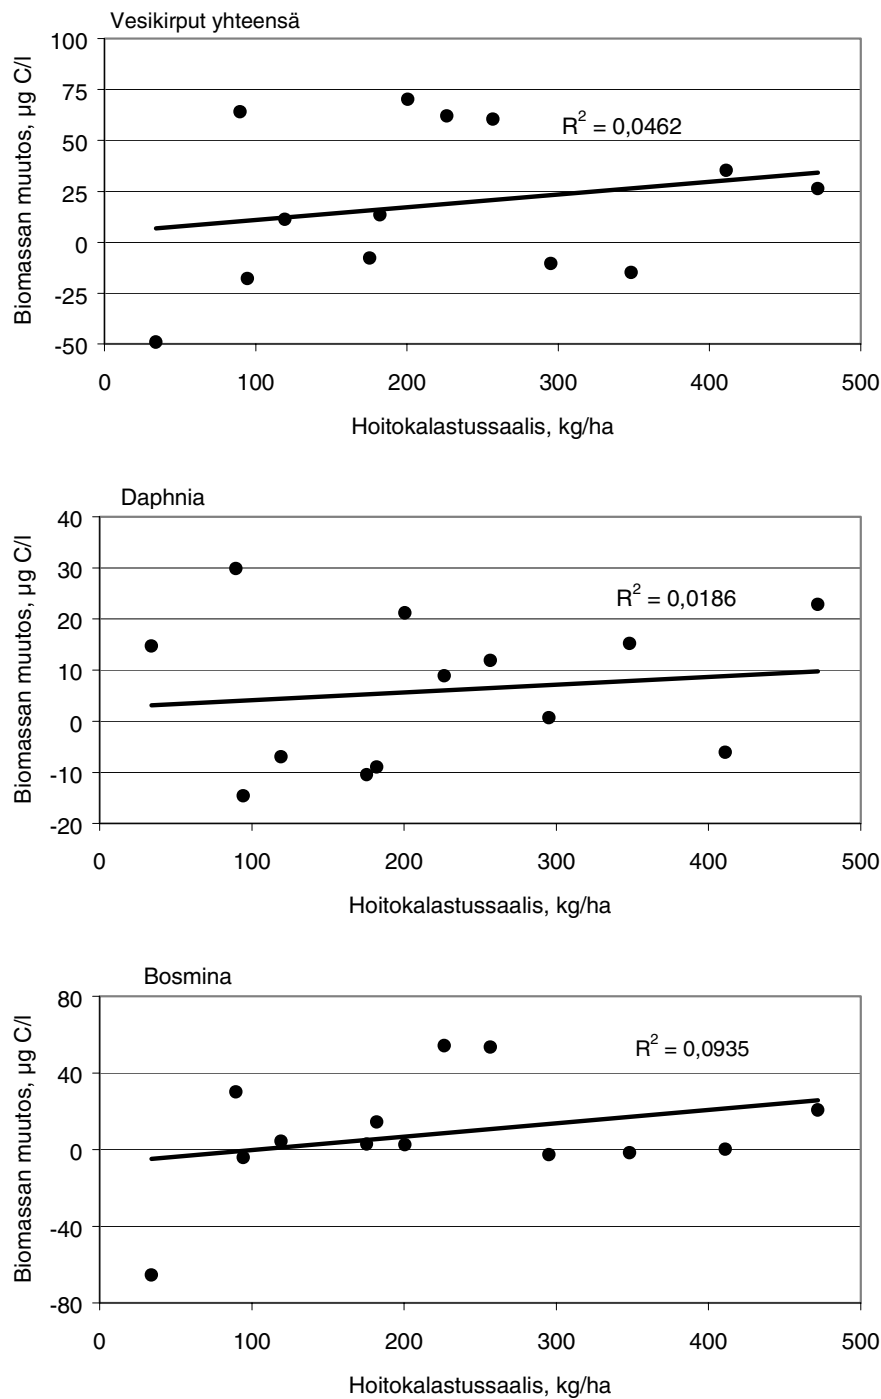 Vesikirput yhteensä
Biomassan muutos, µg C/l
100
75
50
25
0
-25
-50
R² = 0,0462
0 100 200 300 400 500
Hoitokalastussaalis, kg/ha
Daphnia
Biomassan muutos, µg C/l
40
30
20
10
0
-10
-20
R² = 0,0186
0 100 200 300 400 500
Hoitokalastussaalis, kg/ha
Bosmina
Biomassan muutos, µg C/l
80
40
0
-40
-80
R² = 0,0935
0 100 200 300 400 500
Hoitokalastussaalis, kg/ha